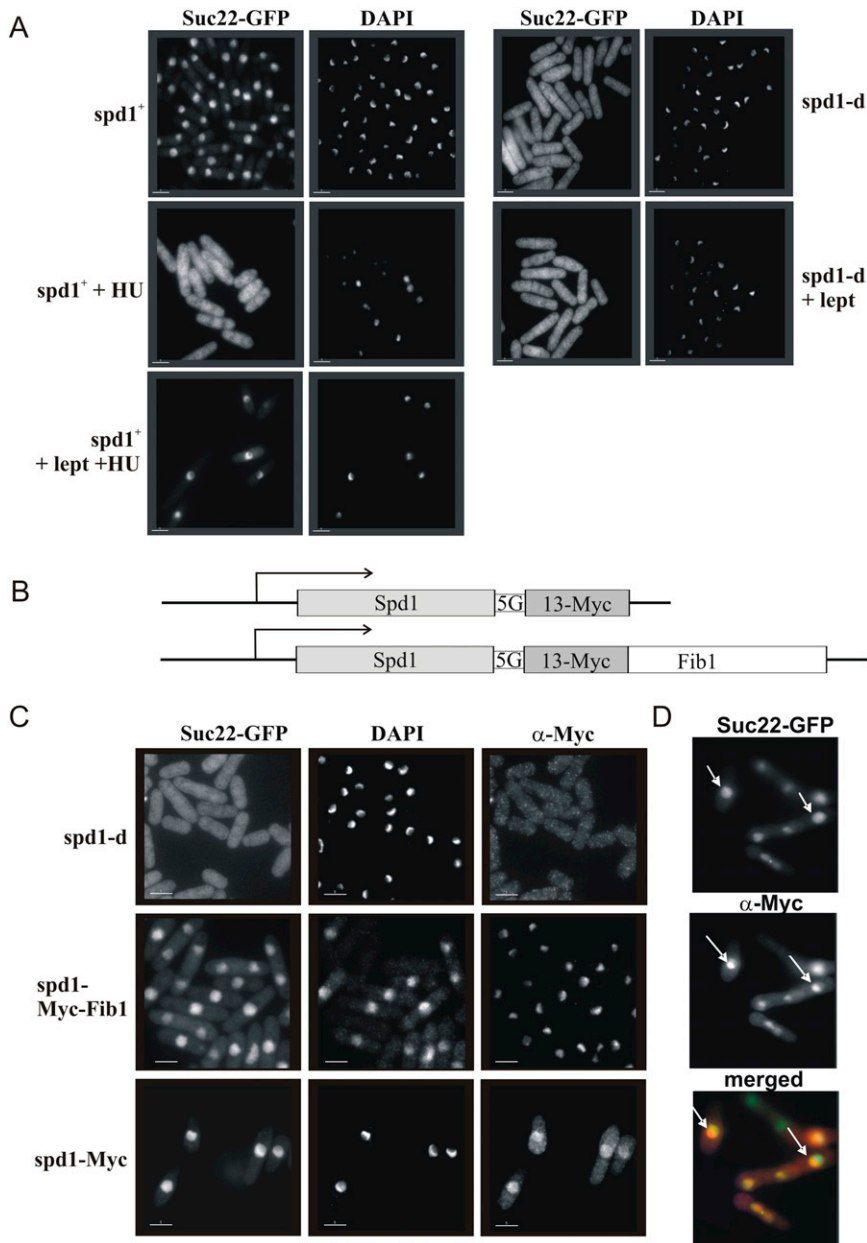 A
Suc22-GFP
DAPI
Suc22-GFP
DAPI
spd1⁺
spd1-d
spd1⁺ + HU
spd1-d
+ lept
spd1⁺
+ lept +HU
B
Spd1
5G
13-Myc
Spd1
5G
13-Myc
Fib1
C
Suc22-GFP
DAPI
α-Myc
spd1-d
spd1-
Myc-Fib1
spd1-Myc
D
Suc22-GFP
α-Myc
merged